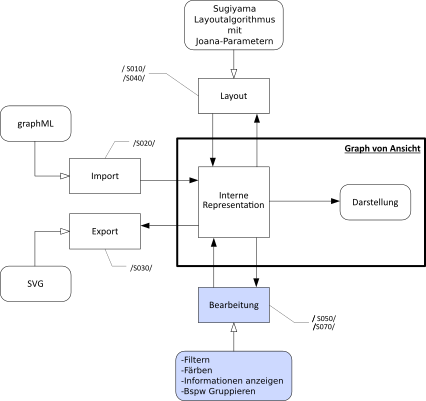 Sugiyama
Layoutalgorithmus
mit
Joana-Parametern
/ S010/
/S040/
Layout
graphML
/S020/
Graph von Ansicht
Import
Interne
Representation
Darstellung
Export
/S030/
SVG
Bearbeitung
/ S050/
/S070/
-Filtern
-Färben
-Informationen anzeigen
-Bspw Gruppieren